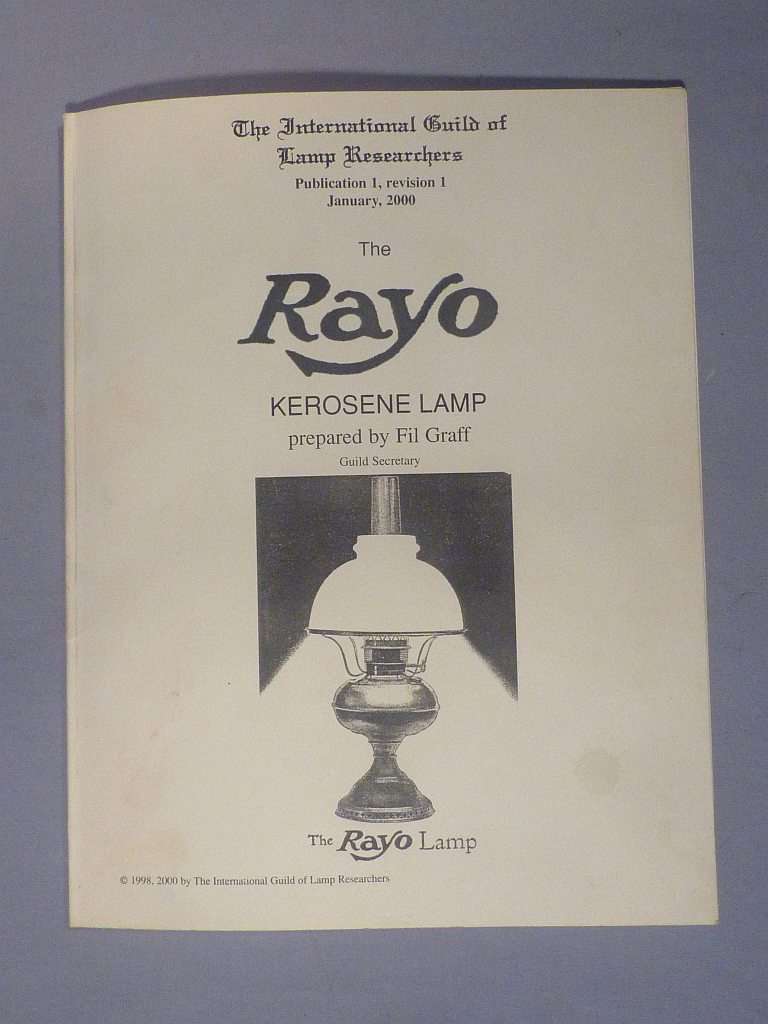 The International Guild of
Lamp Researchers
Publication 1, revision 1
January, 2000
The
Rayo
KEROSENE LAMP
prepared by Fil Graff
Guild Secretary
The Rayo Lamp
© 1998, 2000 by The International Guild of Lamp Researchers